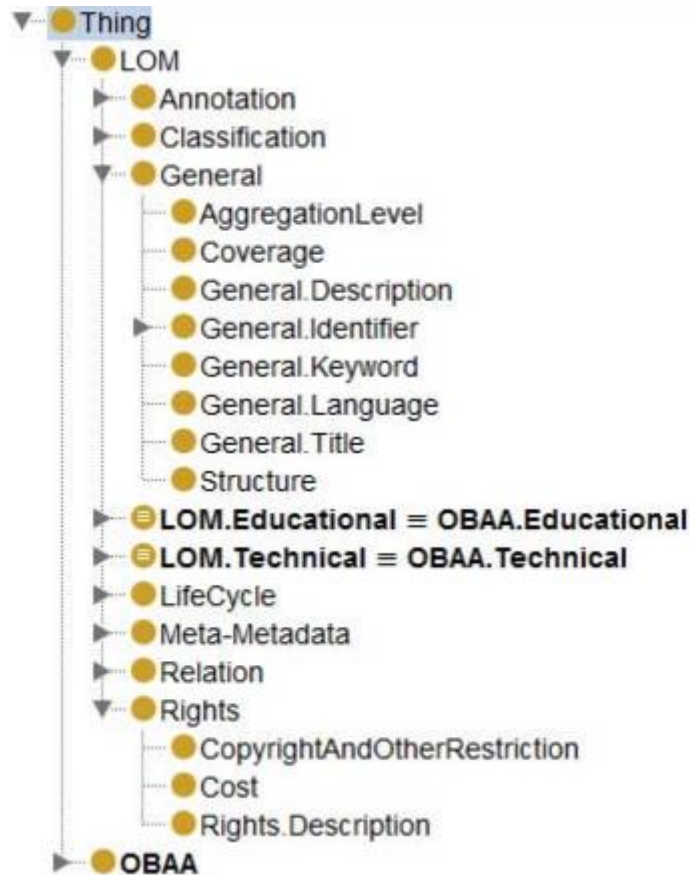 Thing
LOM
Annotation
Classification
General
AggregationLevel
Coverage
General.Description
General.Identifier
General.Keyword
General.Language
General.Title
Structure
LOM.Educational ≡ OBAA.Educational
LOM.Technical ≡ OBAA.Technical
LifeCycle
Meta-Metadata
Relation
Rights
CopyrightAndOtherRestriction
Cost
Rights.Description
OBAA